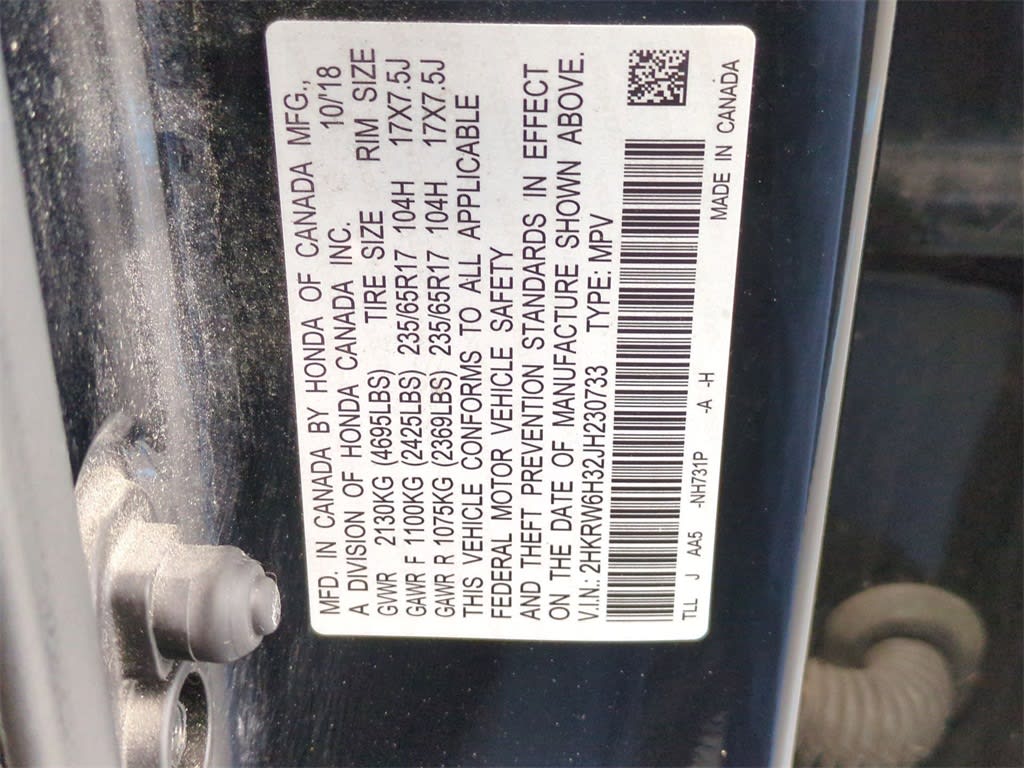 MFD. IN CANADA BY HONDA OF CANADA MFG.,
A DIVISION OF HONDA CANADA INC. 10/18
GVWR 2130KG (4695LBS) TIRE SIZE RIM SIZE
GAWR F 1100KG (2425LBS) 235/65R17 104H 17X7.5J
GAWR R 1075KG (2369LBS) 235/65R17 104H 17X7.5J
THIS VEHICLE CONFORMS TO ALL APPLICABLE
FEDERAL MOTOR VEHICLE SAFETY
AND THEFT PREVENTION STANDARDS IN EFFECT
ON THE DATE OF MANUFACTURE SHOWN ABOVE.
V.I.N.: 2HKRW6H32JH230733 TYPE: MPV
TLL J AA5 -NH731P -A -H
MADE IN CANADA